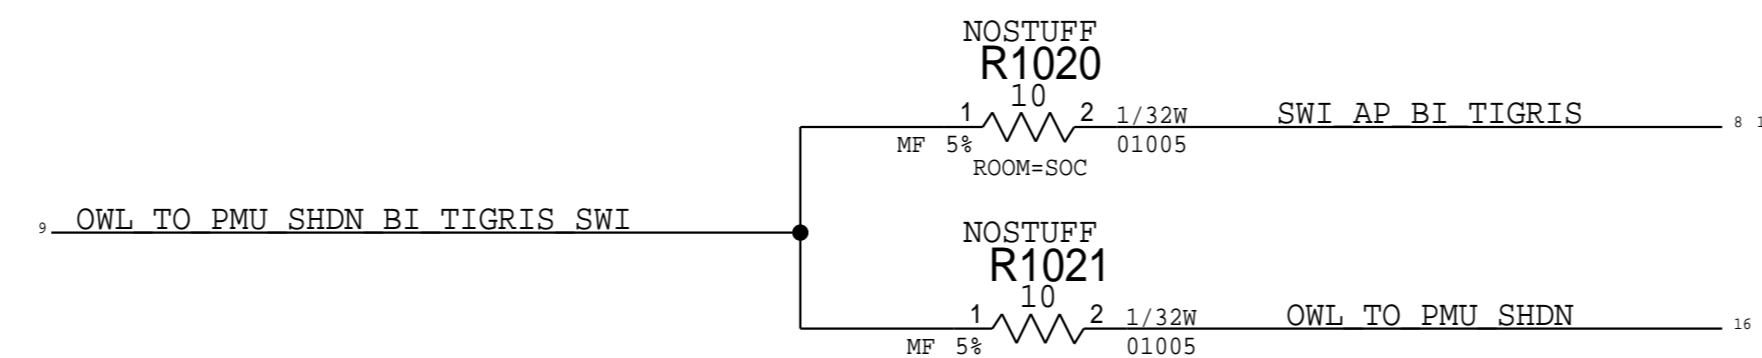 NOSTUFF
R1020
10
1 2 1/32W SWI_AP_BI_TIGRIS 8 1
MF 5% 01005
ROOM=SOC
9 OWL_TO_PMU_SHDN_BI_TIGRIS_SWI
NOSTUFF
R1021
10
1 2 1/32W OWL_TO_PMU_SHDN 16
MF 5% 01005